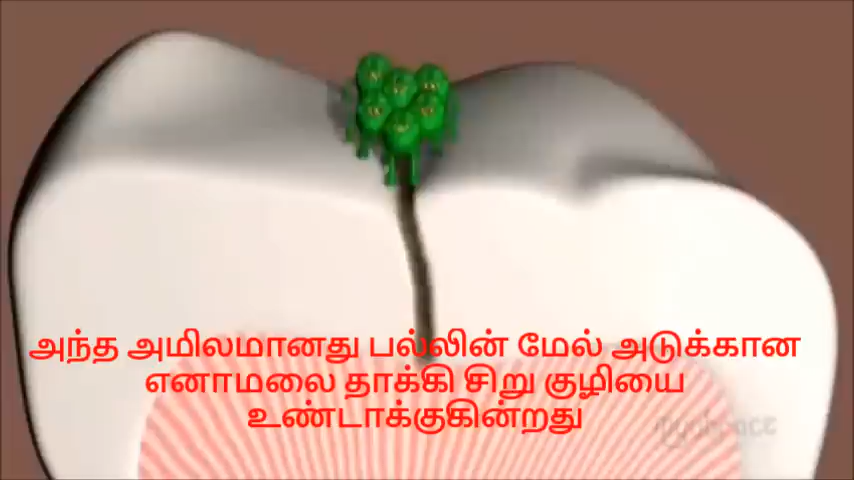 அந்த அமிலமானது பல்லின் மேல் அடுக்கான
எனாமலை தாக்கி சிறு குழியை
உண்டாக்குகின்றது